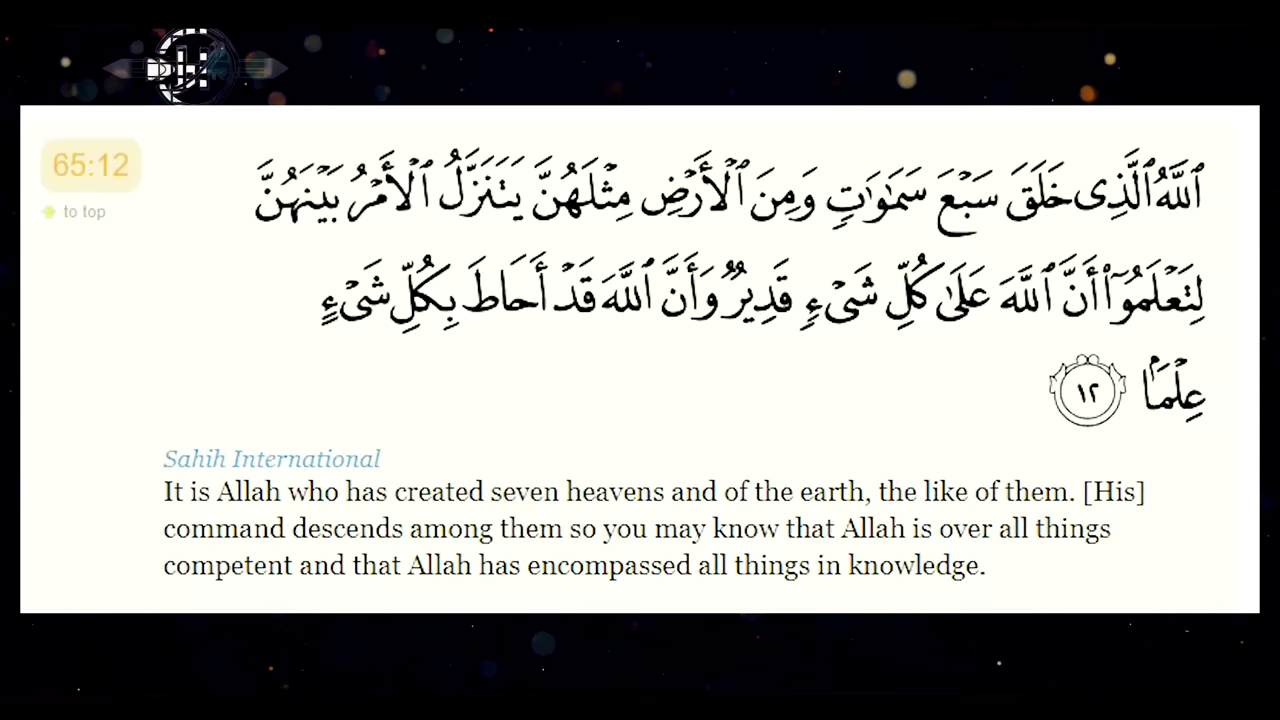 65:12
to top
ٱللَّهُ ٱلَّذِى خَلَقَ سَبْعَ سَمَٰوَٰتٍ وَمِنَ ٱلْأَرْضِ مِثْلَهُنَّ يَتَنَزَّلُ ٱلْأَمْرُ بَيْنَهُنَّ
لِتَعْلَمُوٓا۟ أَنَّ ٱللَّهَ عَلَىٰ كُلِّ شَىْءٍ قَدِيرٌ وَأَنَّ ٱللَّهَ قَدْ أَحَاطَ بِكُلِّ شَىْءٍ
عِلْمًۢا ١٢
Sahih International
It is Allah who has created seven heavens and of the earth, the like of them. [His]
command descends among them so you may know that Allah is over all things
competent and that Allah has encompassed all things in knowledge.